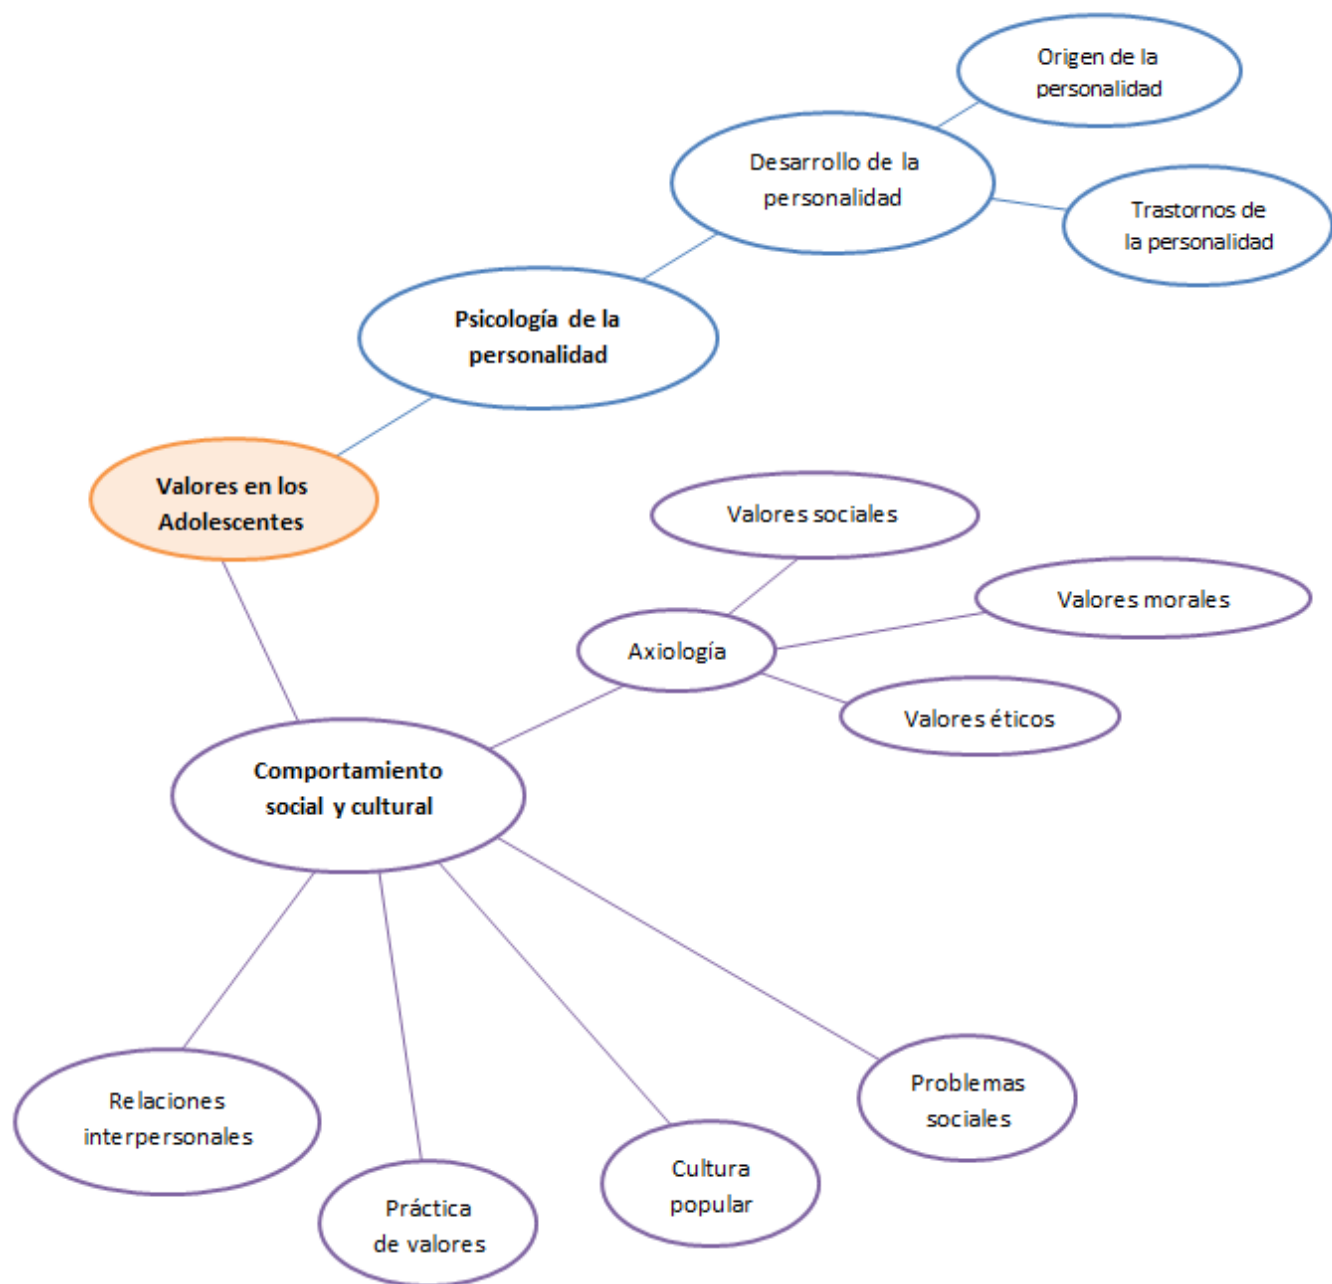 Origen de la
personalidad
Desarrollo de la
personalidad
Trastornos de
la personalidad
Psicología de la
personalidad
Valores en los
Adolescentes
Valores sociales
Valores morales
Axiología
Valores éticos
Comportamiento
social y cultural
Relaciones
interpersonales
Práctica
de valores
Cultura
popular
Problemas
sociales